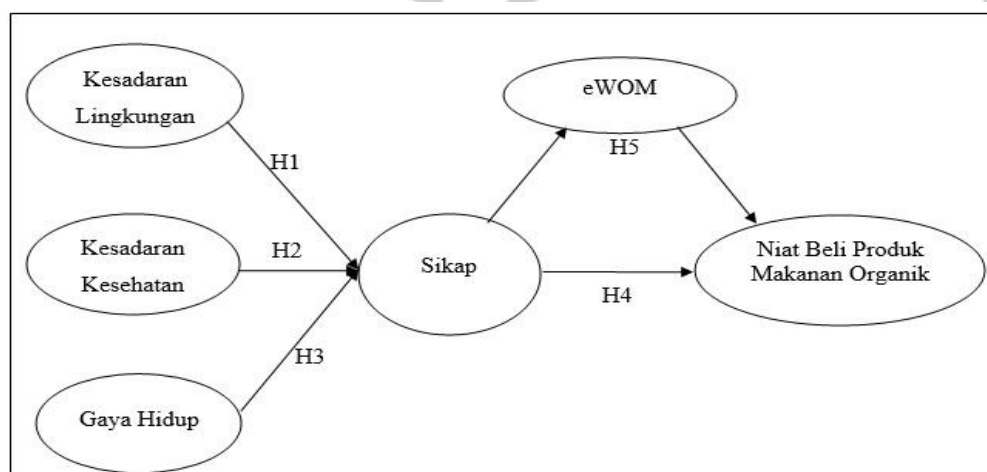 Kesadaran
Lingkungan
H1
Kesadaran
Kesehatan
H2
Gaya Hidup
H3
Sikap
eWOM
H5
H4
Niat Beli Produk
Makanan Organik